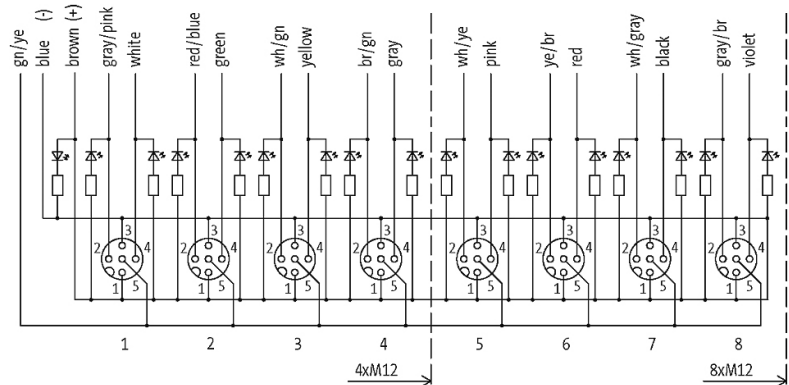 gn/ye
blue (-)
brown (+)
gray/pink
white
red/blue
green
wh/gn
yellow
br/gn
gray
wh/ye
pink
ye/br
red
wh/gray
black
gray/br
violet
3 3 3 3 3 3 3 3
2 4 2 4 2 4 2 4 2 4 2 4 2 4 2 4
1 5 1 5 1 5 1 5 1 5 1 5 1 5 1 5
1 2 3 4 5 6 7 8
4xM12 8xM12